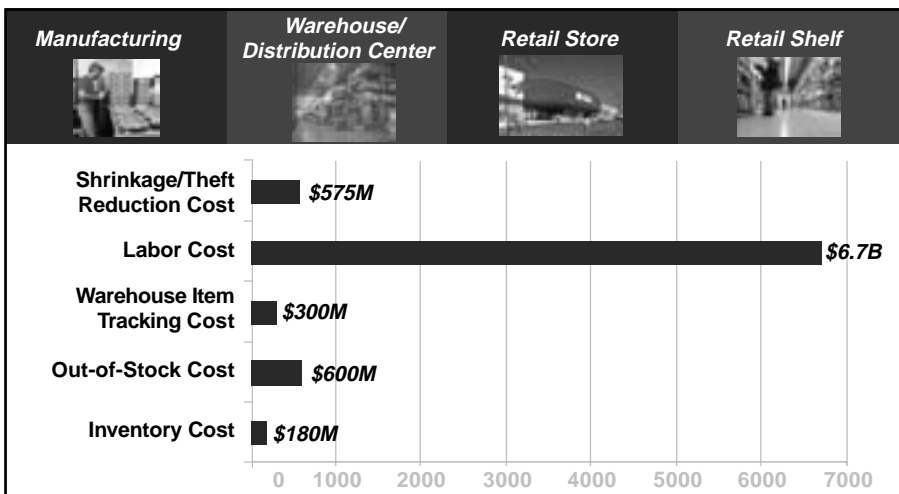 Manufacturing
Warehouse/
Distribution Center
Retail Store
Retail Shelf
Shrinkage/Theft
Reduction Cost
$575M
Labor Cost
$6.7B
Warehouse Item
Tracking Cost
$300M
Out-of-Stock Cost
$600M
Inventory Cost
$180M
0 1000 2000 3000 4000 5000 6000 7000